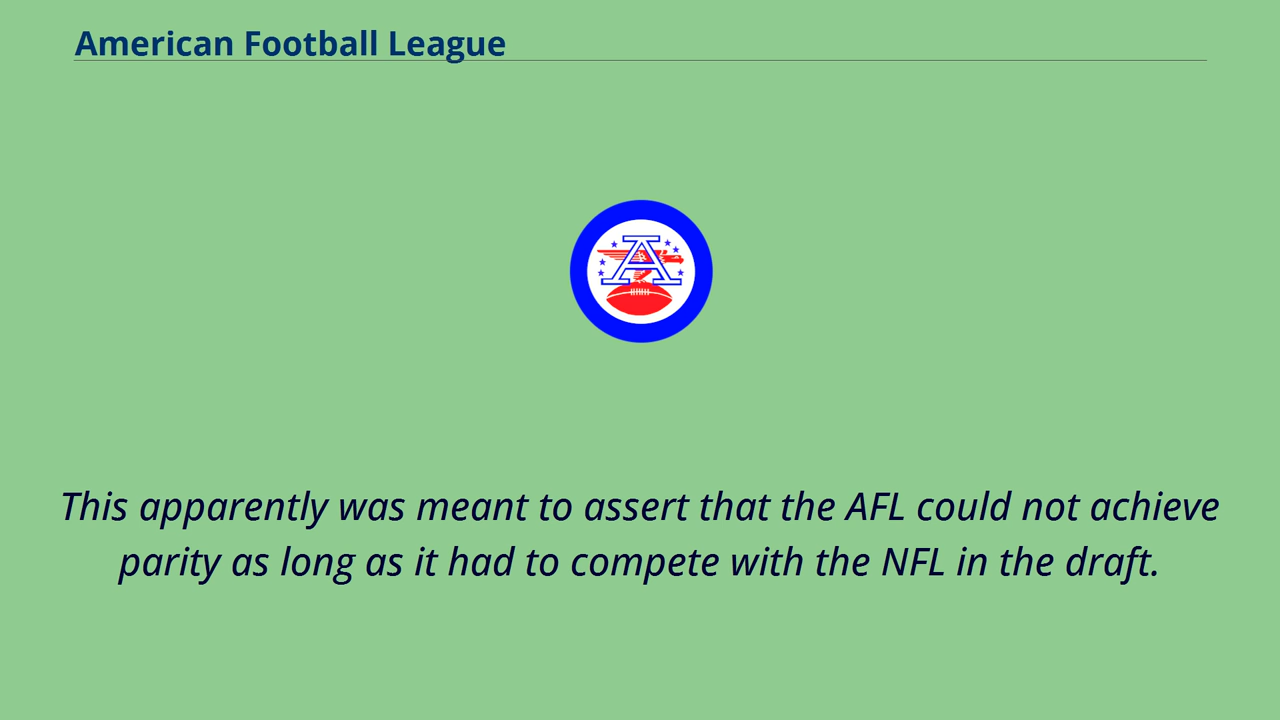 American Football League
A
This apparently was meant to assert that the AFL could not achieve
parity as long as it had to compete with the NFL in the draft.